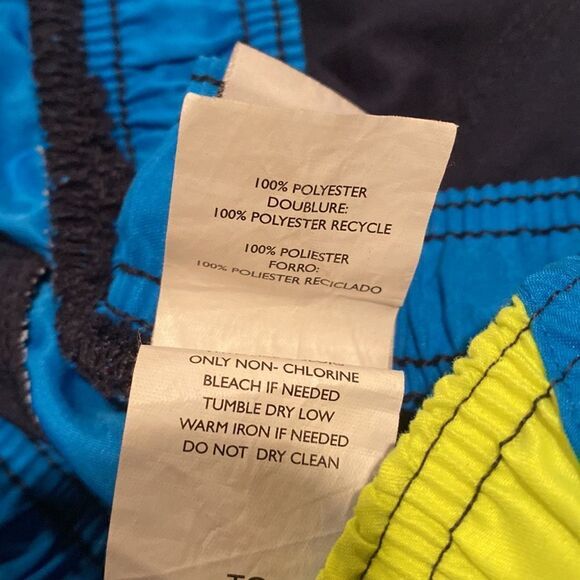 100% POLYESTER
DOUBLURE:
100% POLYESTER RECYCLE
100% POLIESTER
FORRO:
100% POLIESTER RECICLADO
ONLY NON- CHLORINE
BLEACH IF NEEDED
TUMBLE DRY LOW
WARM IRON IF NEEDED
DO NOT DRY CLEAN